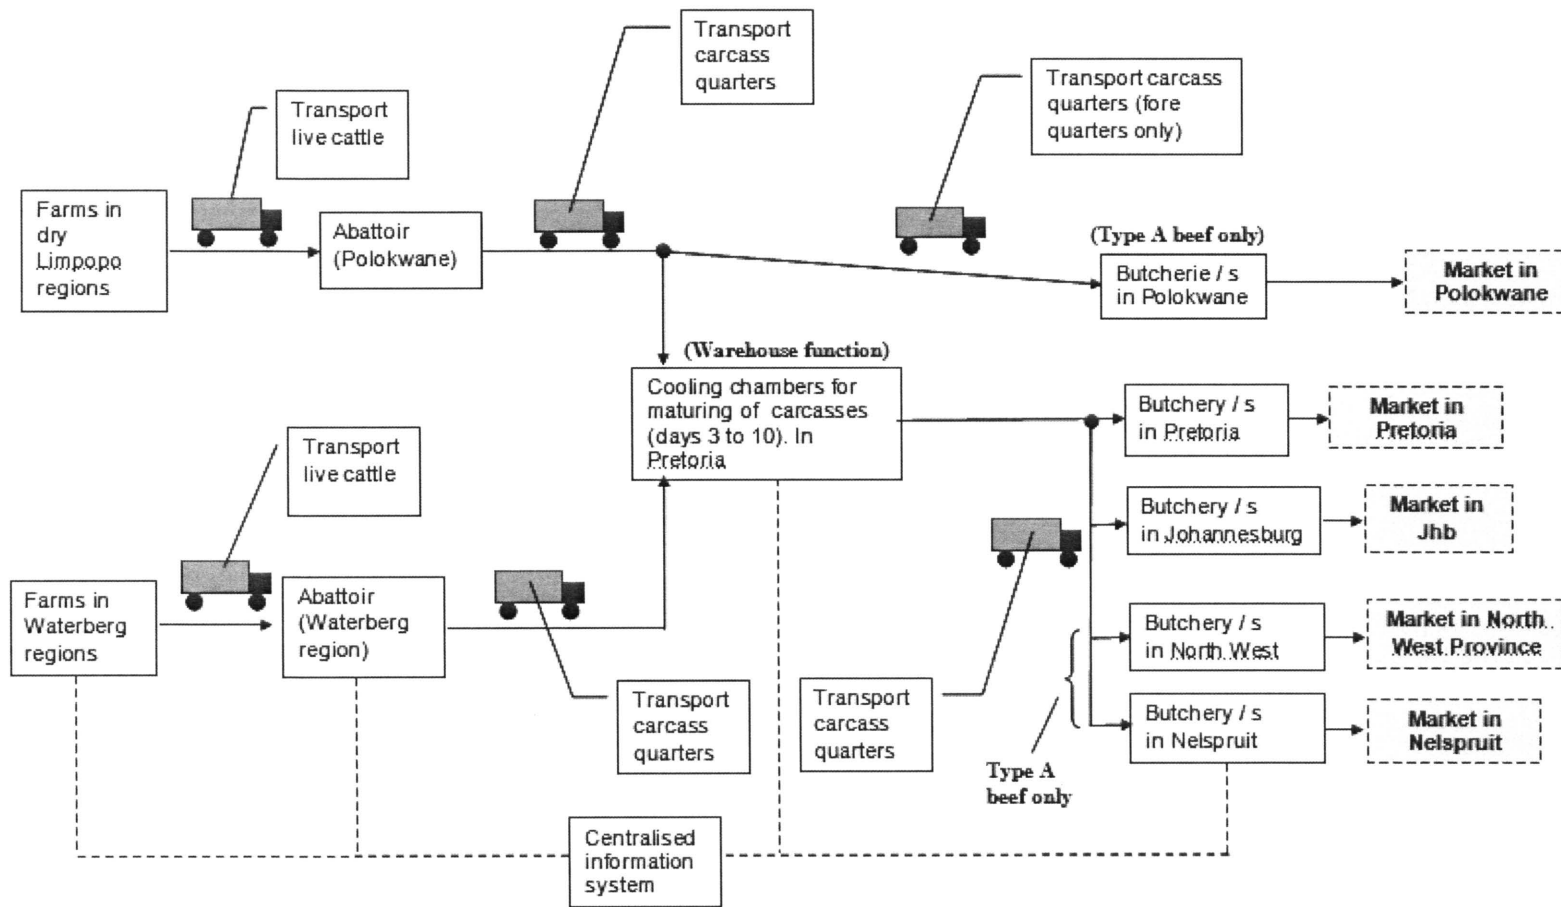 Transport
carcass
quarters
Transport carcass
quarters (fore
quarters only)
Transport
live cattle
Farms in
dry
Limpopo
regions
Abattoir
(Polokwane)
(Type A beef only)
Butcherie / s
in Polokwane
Market in
Polokwane
(Warehouse function)
Cooling chambers for
maturing of carcasses
(days 3 to 10). In
Pretoria
Butchery / s
in Pretoria
Market in
Pretoria
Transport
live cattle
Butchery / s
in Johannesburg
Market in
Jhb
Farms in
Waterberg
regions
Abattoir
(Waterberg
region)
Butchery / s
in North West
Market in North
West Province
Transport
carcass
quarters
Transport
carcass
quarters
Butchery / s
in Nelspruit
Market in
Nelspruit
Type A
beef only
Centralised
information
system